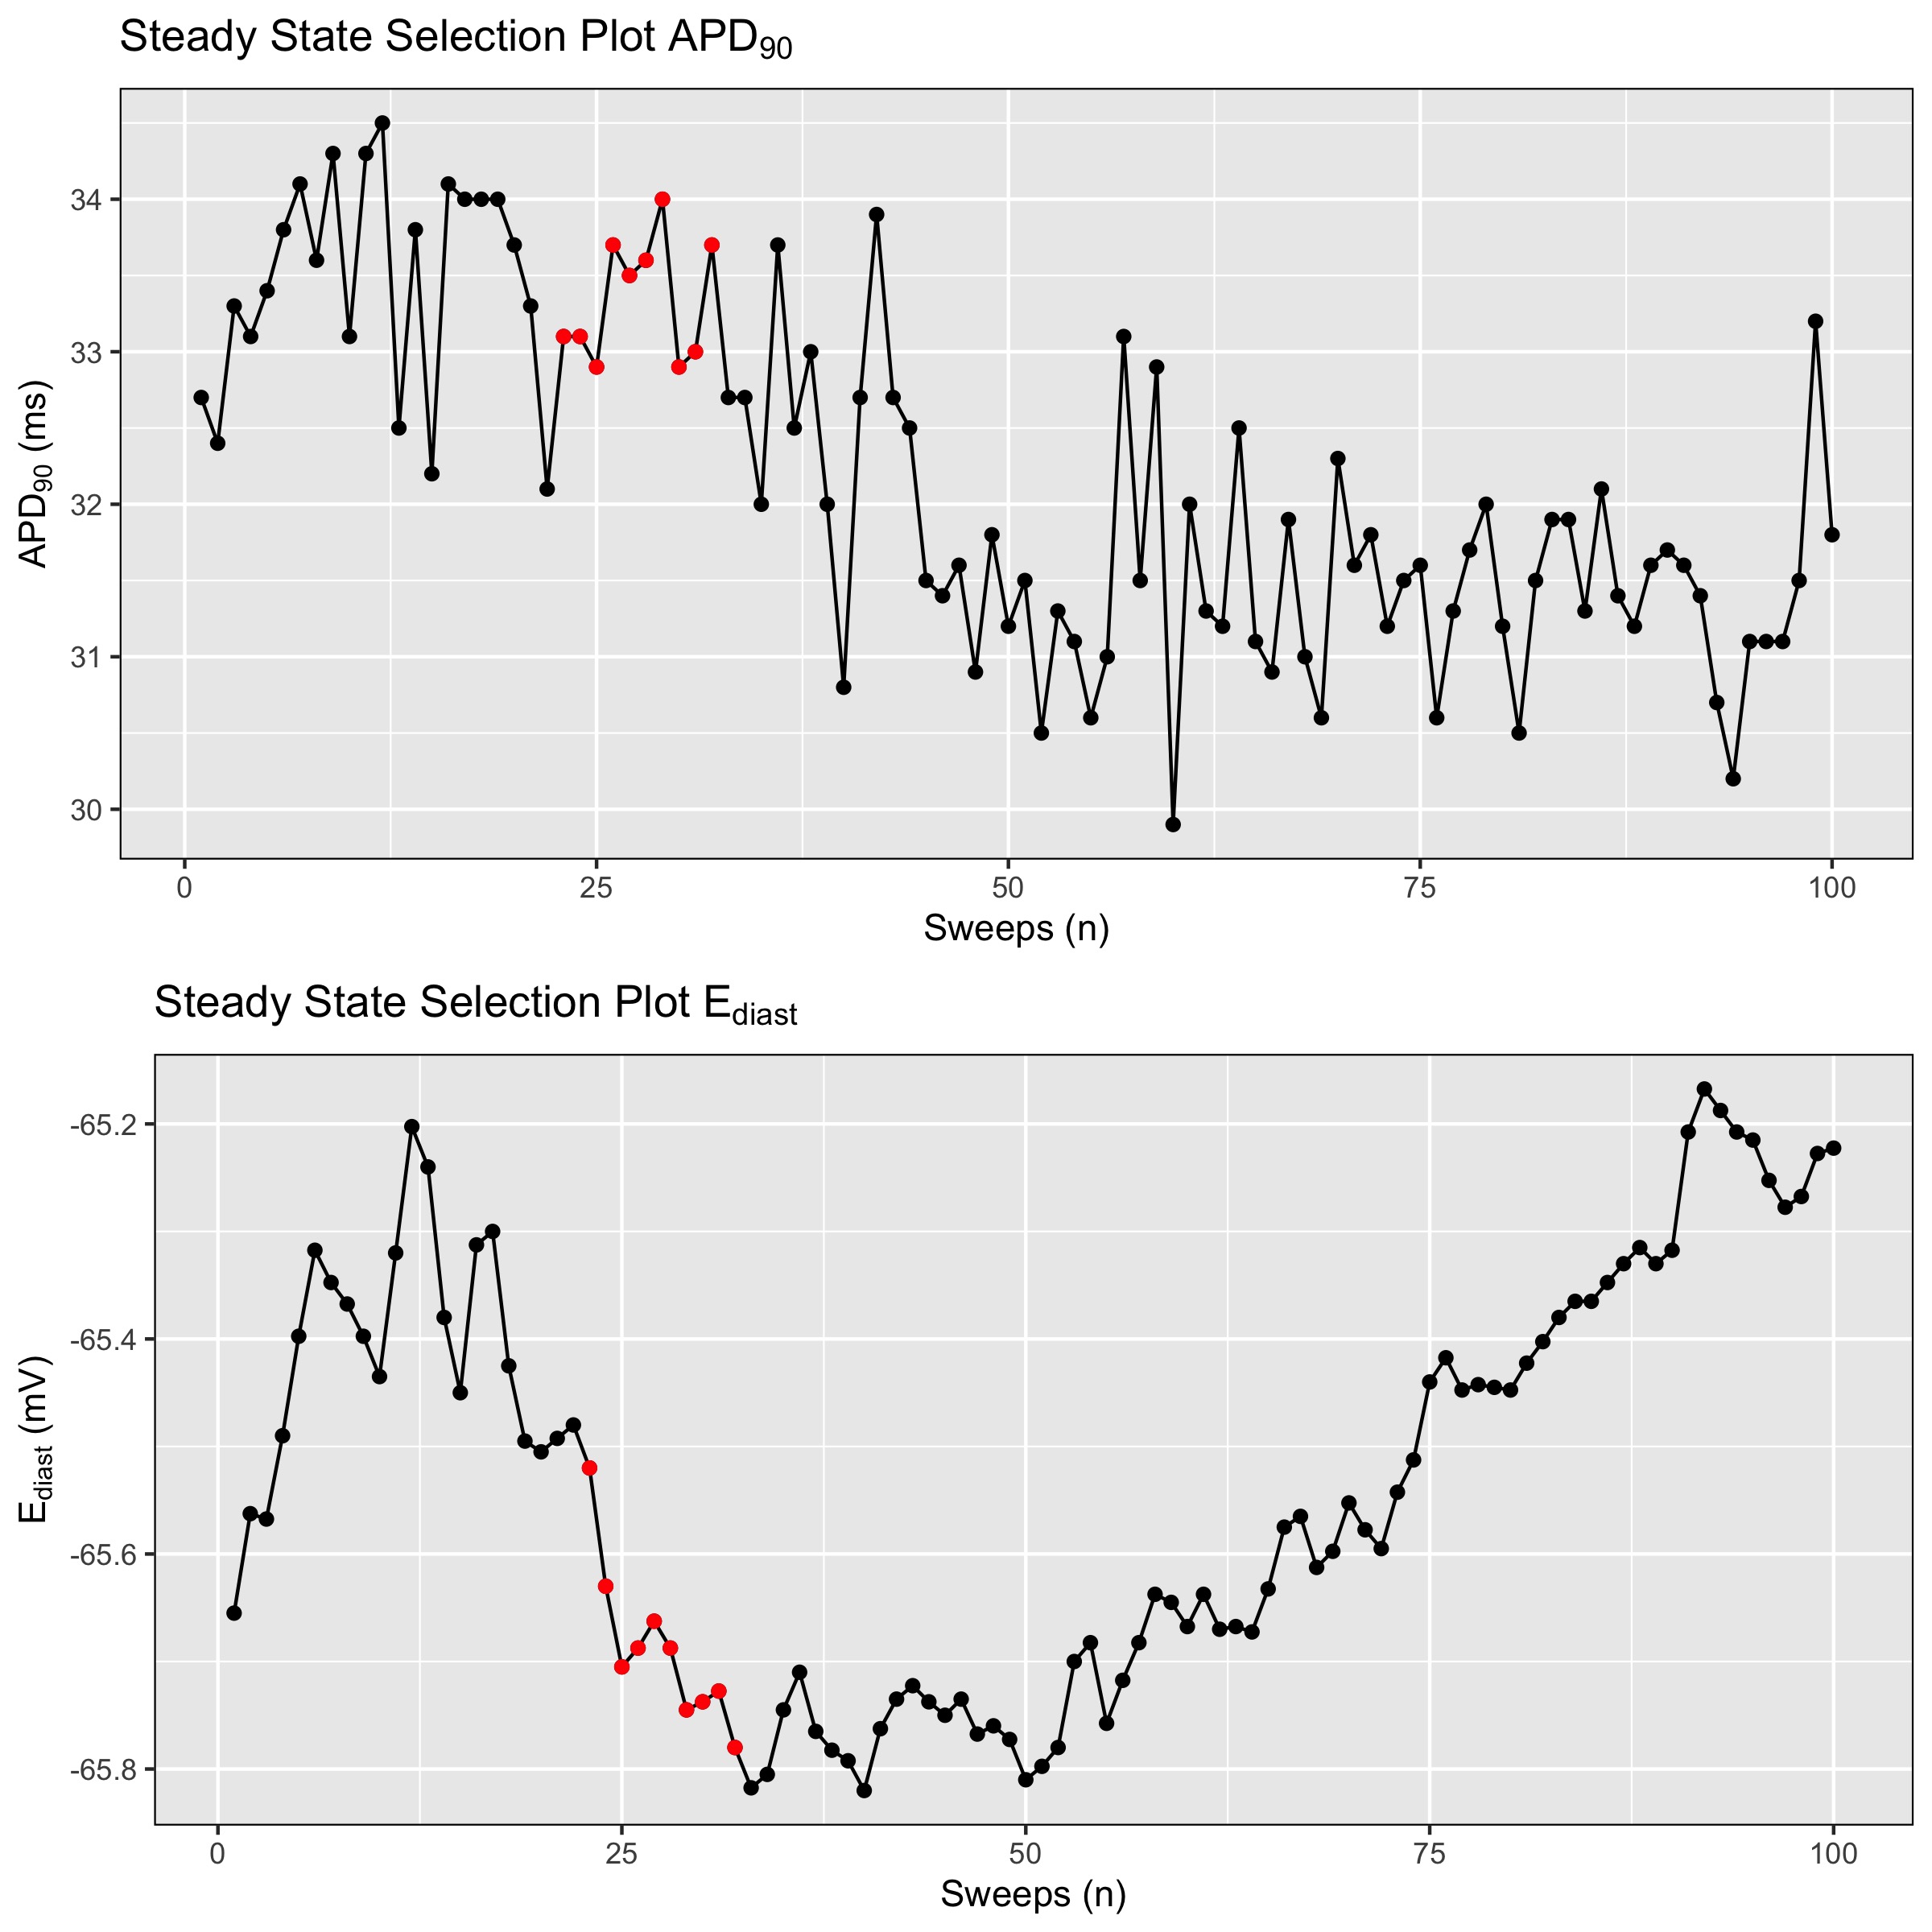 Steady State Selection Plot APD90
34
33
32
31
30
APD90 (ms)
0 25 50 75 100
Sweeps (n)
Steady State Selection Plot Ediast
-65.2
-65.4
-65.6
-65.8
Ediast (mV)
0 25 50 75 100
Sweeps (n)